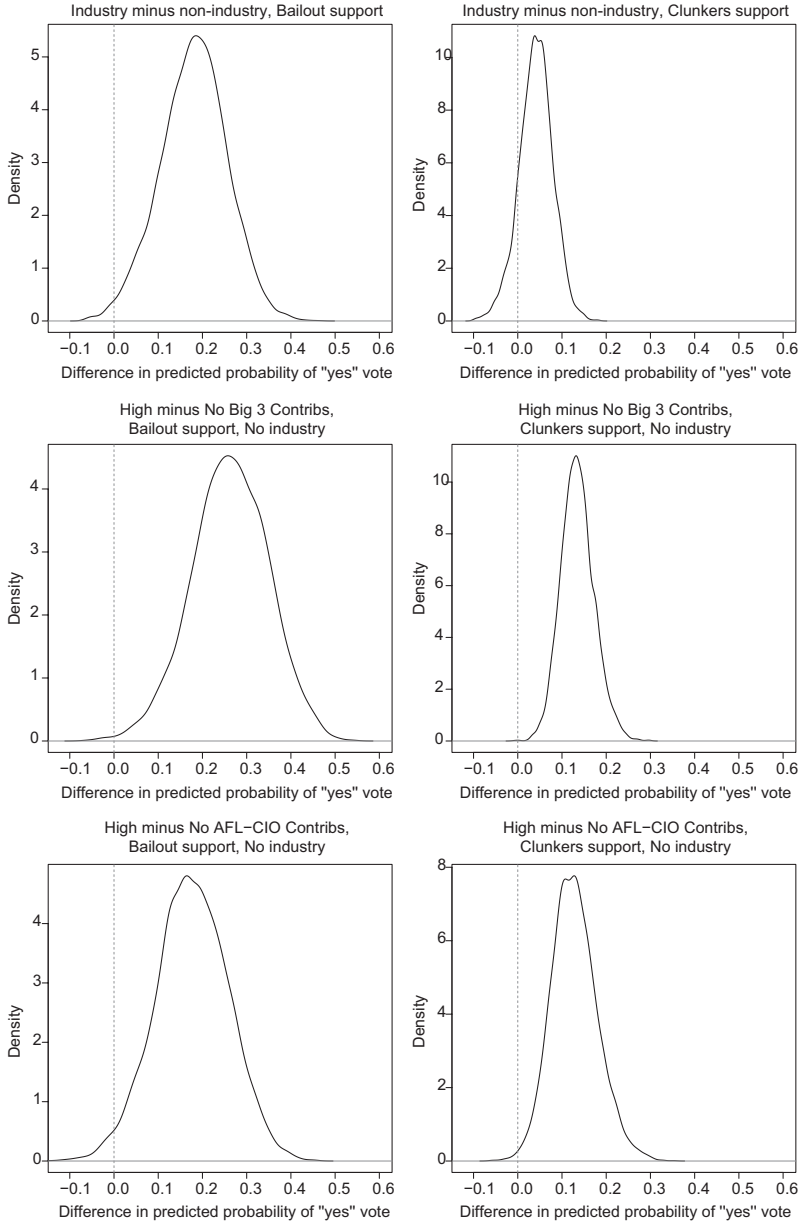 Industry minus non-industry, Bailout support
Density
5
4
3
2
1
0
−0.1 0.0 0.1 0.2 0.3 0.4 0.5 0.6
Difference in predicted probability of "yes" vote
Industry minus non-industry, Clunkers support
Density
10
8
6
4
2
0
−0.1 0.0 0.1 0.2 0.3 0.4 0.5 0.6
Difference in predicted probability of "yes" vote
High minus No Big 3 Contribs,
Bailout support, No industry
Density
4
3
2
1
0
−0.1 0.0 0.1 0.2 0.3 0.4 0.5 0.6
Difference in predicted probability of "yes" vote
High minus No Big 3 Contribs,
Clunkers support, No industry
Density
10
8
6
4
2
0
−0.1 0.0 0.1 0.2 0.3 0.4 0.5 0.6
Difference in predicted probability of "yes" vote
High minus No AFL−CIO Contribs,
Bailout support, No industry
Density
4
3
2
1
0
−0.1 0.0 0.1 0.2 0.3 0.4 0.5 0.6
Difference in predicted probability of "yes" vote
High minus No AFL−CIO Contribs,
Clunkers support, No industry
Density
8
6
4
2
0
−0.1 0.0 0.1 0.2 0.3 0.4 0.5 0.6
Difference in predicted probability of "yes" vote